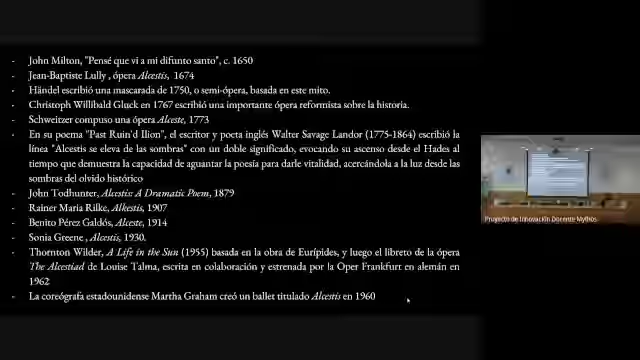 - John Milton, "Pensé que vi a mi difunto santo", c. 1650
- Jean-Baptiste Lully , ópera Alcestis, 1674
- Händel escribió una mascarada de 1750, o semi-ópera, basada en este mito.
- Christoph Willibald Gluck en 1767 escribió una importante ópera reformista sobre la historia.
- Schweitzer compuso una ópera Alceste, 1773
- En su poema "Past Ruin'd Ilion", el escritor y poeta inglés Walter Savage Landor (1775-1864) escribió la
línea "Alcestis se eleva de las sombras" con un doble significado, evocando su ascenso desde el Hades al
tiempo que demuestra la capacidad de aguantar la poesía para darle vitalidad, acercándola a la luz desde las
sombras del olvido histórico
- John Todhunter, Alcestis: A Dramatic Poem, 1879
- Rainer Maria Rilke, Alkestis, 1907
- Benito Pérez Galdós, Alceste, 1914
- Sonia Greene , Alcestis, 1930.
- Thornton Wilder, A Life in the Sun (1955) basada en la obra de Eurípides, y luego el libreto de la ópera
The Alcestiad de Louise Talma, escrita en colaboración y estrenada por la Oper Frankfurt en alemán en
1962
- La coreógrafa estadounidense Martha Graham creó un ballet titulado Alcestis en 1960
Proyecto de Innovación Docente Mythos